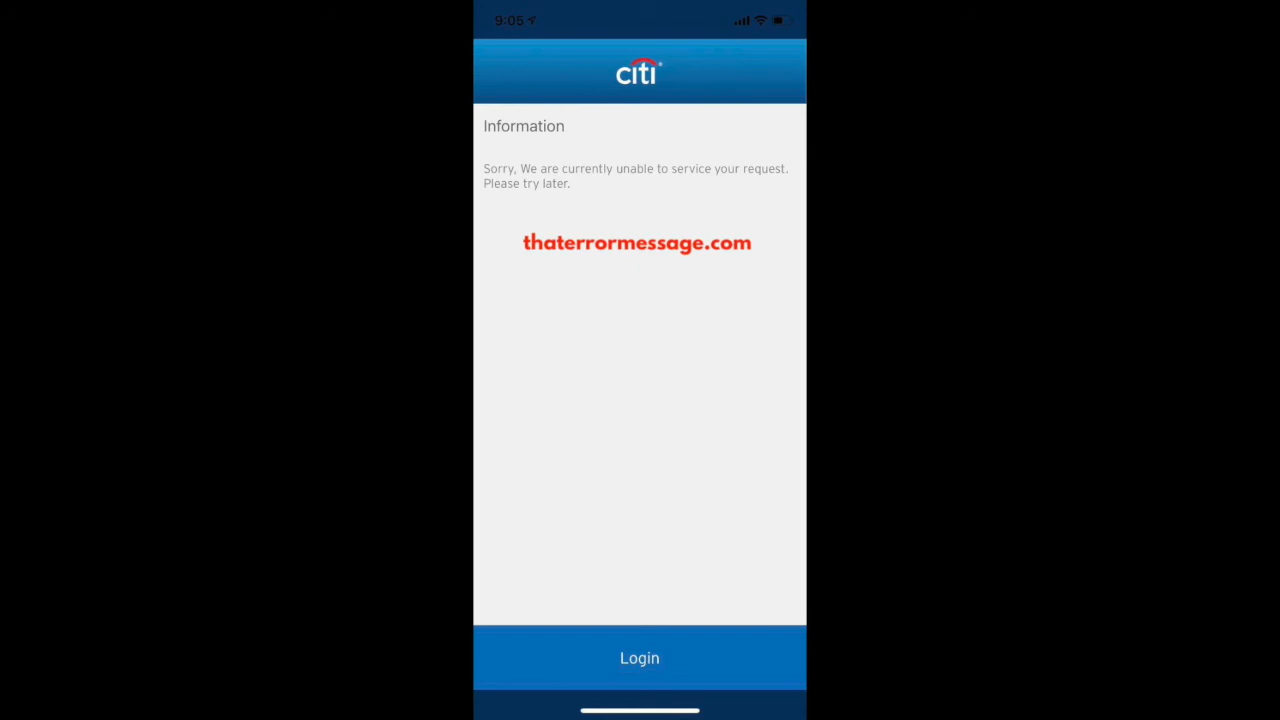 9:05
citi
Information
Sorry, We are currently unable to service your request.
Please try later.
thaterrormessage.com
Login